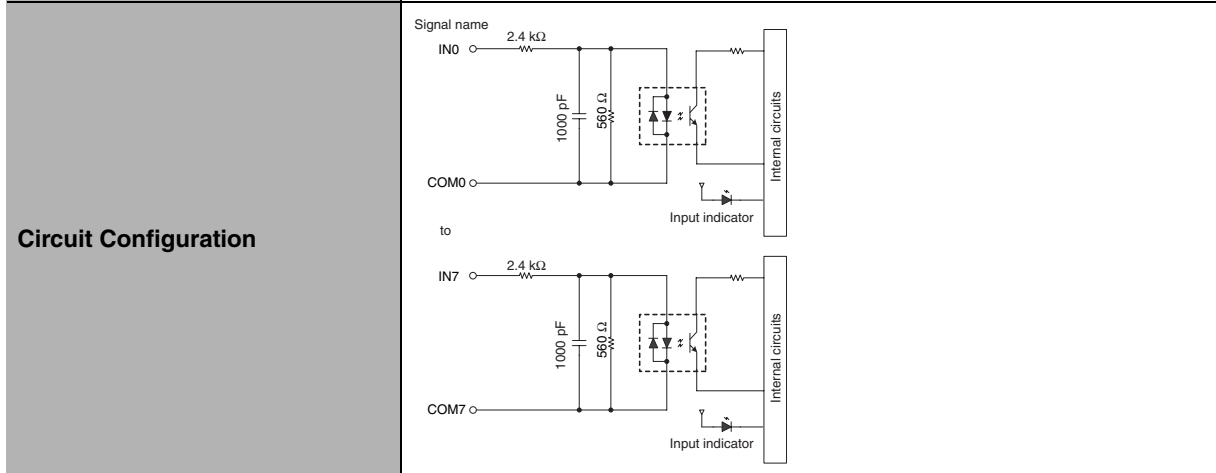 Circuit Configuration
Signal name
IN0
2.4 kΩ
1000 pF
560 Ω
COM0
Input indicator
Internal circuits
to
IN7
2.4 kΩ
1000 pF
560 Ω
COM7
Input indicator
Internal circuits